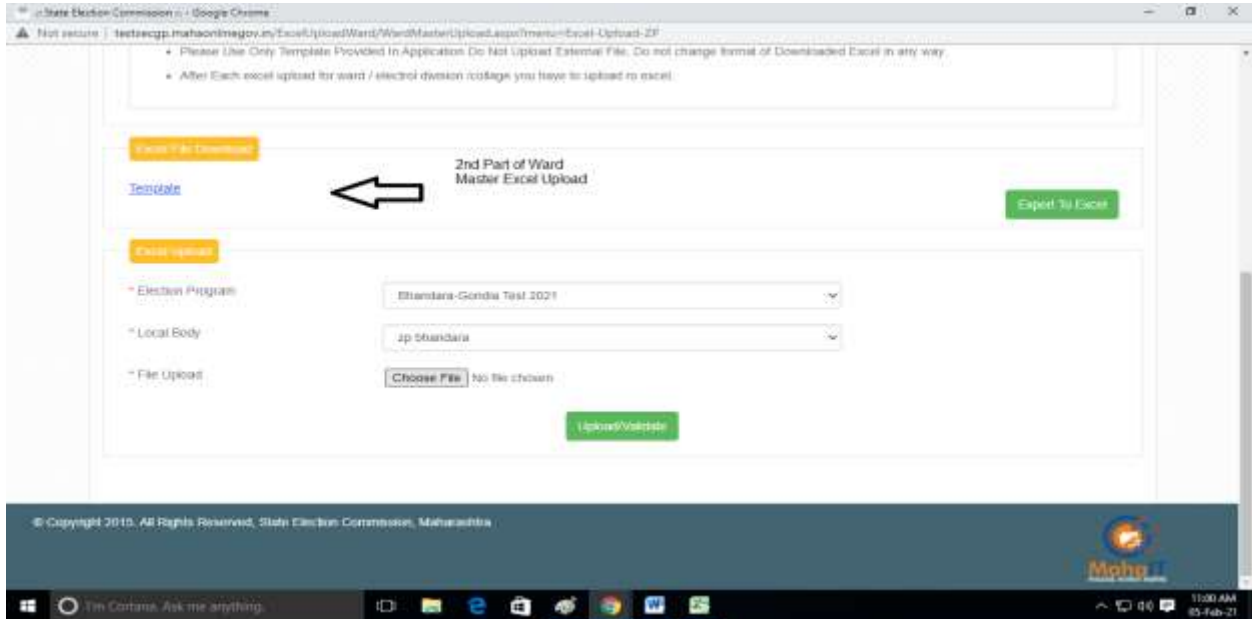 :: State Election Commission :: - Google Chrome
Not secure | testsecgp.mahaonlinegov.in/ExcelUploadWard/WardMasterUpload.aspx?menu=Excel-Upload-ZP
• Please Use Only Template Provided In Application Do Not Upload External File. Do not change format of Downloaded Excel in any way.
• After Each excel upload for ward / electrol division /collage you have to upload ro excel.
Excel File Download
2nd Part of Ward
Master Excel Upload
Template
Export To Excel
Excel Upload
* Election Program
Bhandara-Gondia Test 2021
* Local Body
zp bhandara
* File Upload
Choose File No file chosen
Upload/Validate
© Copyright 2015. All Rights Reserved, State Election Commission, Maharashtra
MahaIT
I'm Cortana. Ask me anything.
11:00 AM
05-Feb-21